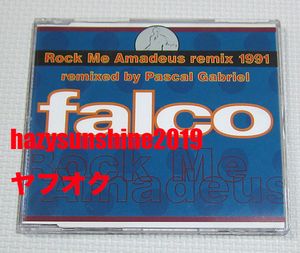 Rock Me Amadeus remix 1991
remixed by Pascal Gabriel
falco
hazysunshine2019
Rock Me
Amadeus
ヤフオク